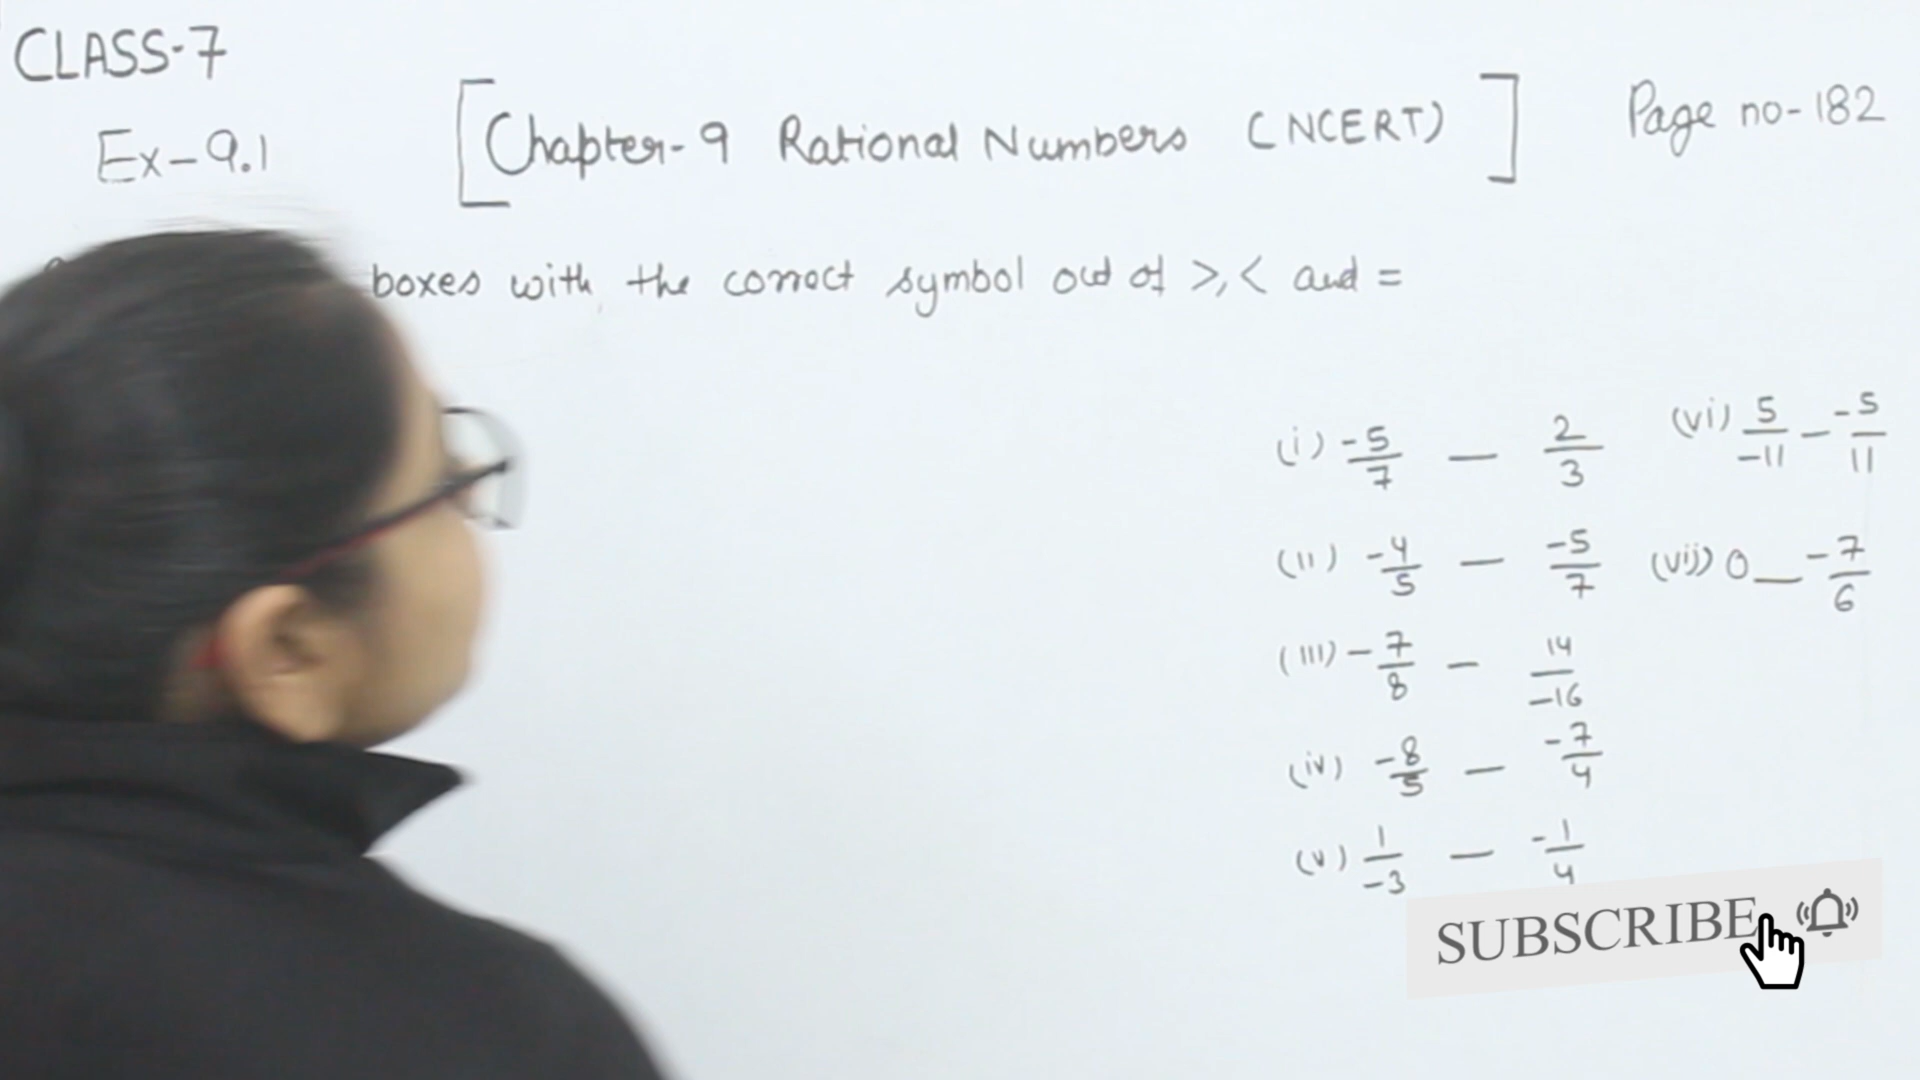 CLASS-7
Ex-9.1
[Chapter-9 Rational Numbers (NCERT)]
Page no-182
boxes with the correct symbol out of >, < and =
(i) -5/7 — 2/3
(ii) -4/5 — -5/7
(iii) -7/8 — 14/-16
(iv) -8/5 — -7/4
(v) 1/-3 — -1/4
(vi) 5/-11 — -5/11
(vii) 0 — -7/6
SUBSCRIBE